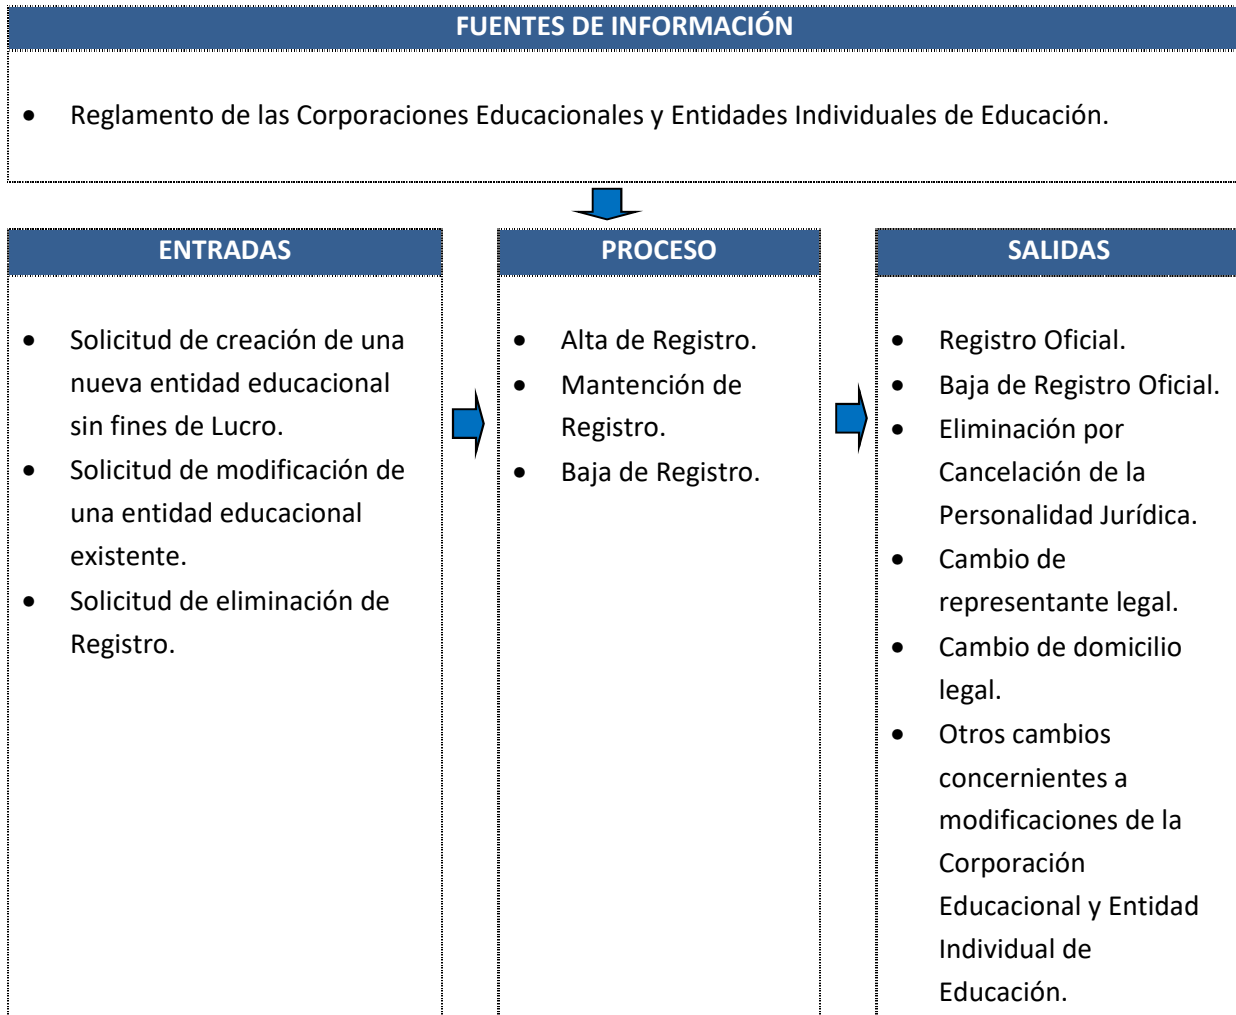 FUENTES DE INFORMACIÓN
• Reglamento de las Corporaciones Educacionales y Entidades Individuales de Educación.
ENTRADAS
• Solicitud de creación de una
nueva entidad educacional
sin fines de Lucro.
• Solicitud de modificación de
una entidad educacional
existente.
• Solicitud de eliminación de
Registro.
PROCESO
• Alta de Registro.
• Mantención de
Registro.
• Baja de Registro.
SALIDAS
• Registro Oficial.
• Baja de Registro Oficial.
• Eliminación por
Cancelación de la
Personalidad Jurídica.
• Cambio de
representante legal.
• Cambio de domicilio
legal.
• Otros cambios
concernientes a
modificaciones de la
Corporación
Educacional y Entidad
Individual de
Educación.